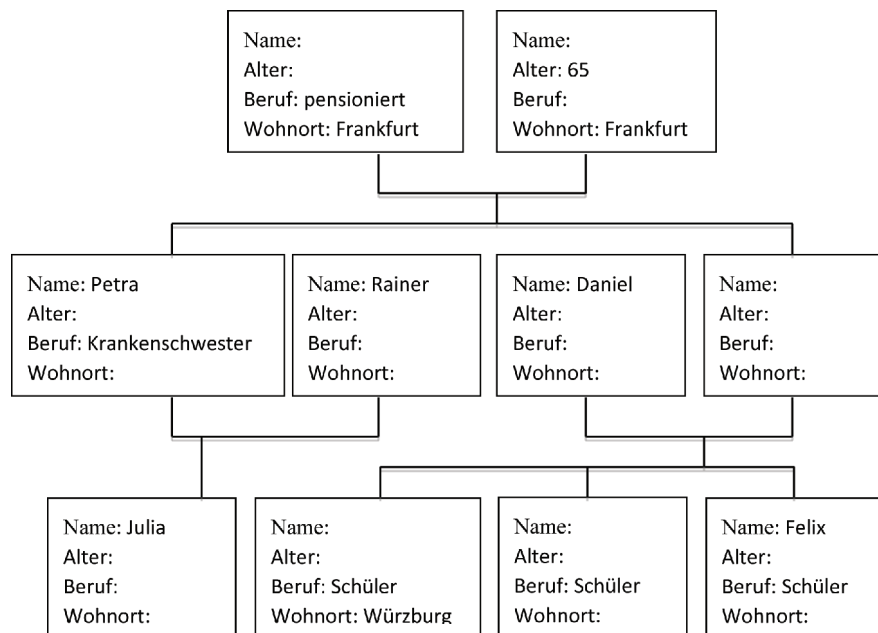 Name:
Alter:
Beruf: pensioniert
Wohnort: Frankfurt
Name:
Alter: 65
Beruf:
Wohnort: Frankfurt
Name: Petra
Alter:
Beruf: Krankenschwester
Wohnort:
Name: Rainer
Alter:
Beruf:
Wohnort:
Name: Daniel
Alter:
Beruf:
Wohnort:
Name:
Alter:
Beruf:
Wohnort:
Name: Julia
Alter:
Beruf:
Wohnort:
Name:
Alter:
Beruf: Schüler
Wohnort: Würzburg
Name:
Alter:
Beruf: Schüler
Wohnort:
Name: Felix
Alter:
Beruf: Schüler
Wohnort: